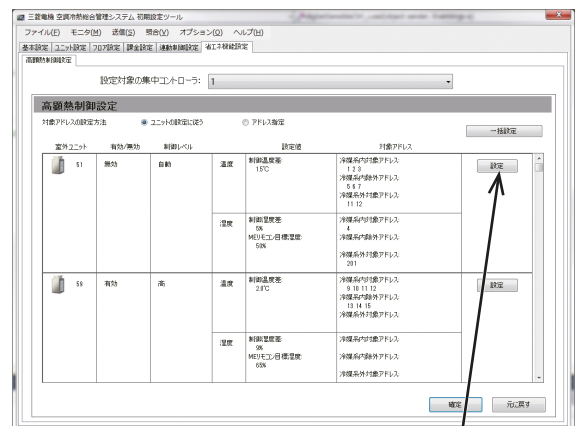 三菱電機 空調冷熱総合管理システム 初期設定ツール
ファイル(F) モニタ(M) 送信(S) 照合(V) オプション(O) ヘルプ(H)
基本設定 ユニット設定 フロア設定 課金設定 連動制御設定 省エネ機能設定
高顕熱制御設定
設定対象の集中コントローラ: 1
高顕熱制御設定
対象アドレスの設定方法 ユニットの設定に従う アドレス指定
一括設定
室外ユニット 有効/無効 制御レベル 設定値 対象アドレス
51 無効 自動 温度 制御温度差: 冷媒系内対象アドレス: 設定
1.5℃ 1 2 3
冷媒系内除外アドレス:
5 6 7
冷媒系外対象アドレス:
11 12
湿度 制御湿度差: 冷媒系内対象アドレス:
5% 4
MEリモコン目標湿度: 冷媒系内除外アドレス:
50%
冷媒系外対象アドレス:
201
59 有効 高 温度 制御温度差: 冷媒系内対象アドレス: 設定
2.0℃ 9 10 11 12
冷媒系内除外アドレス:
13 14 15
冷媒系外対象アドレス:
湿度 制御湿度差: 冷媒系内対象アドレス:
9%
MEリモコン目標湿度: 冷媒系内除外アドレス:
65%
冷媒系外対象アドレス:
確定 元に戻す